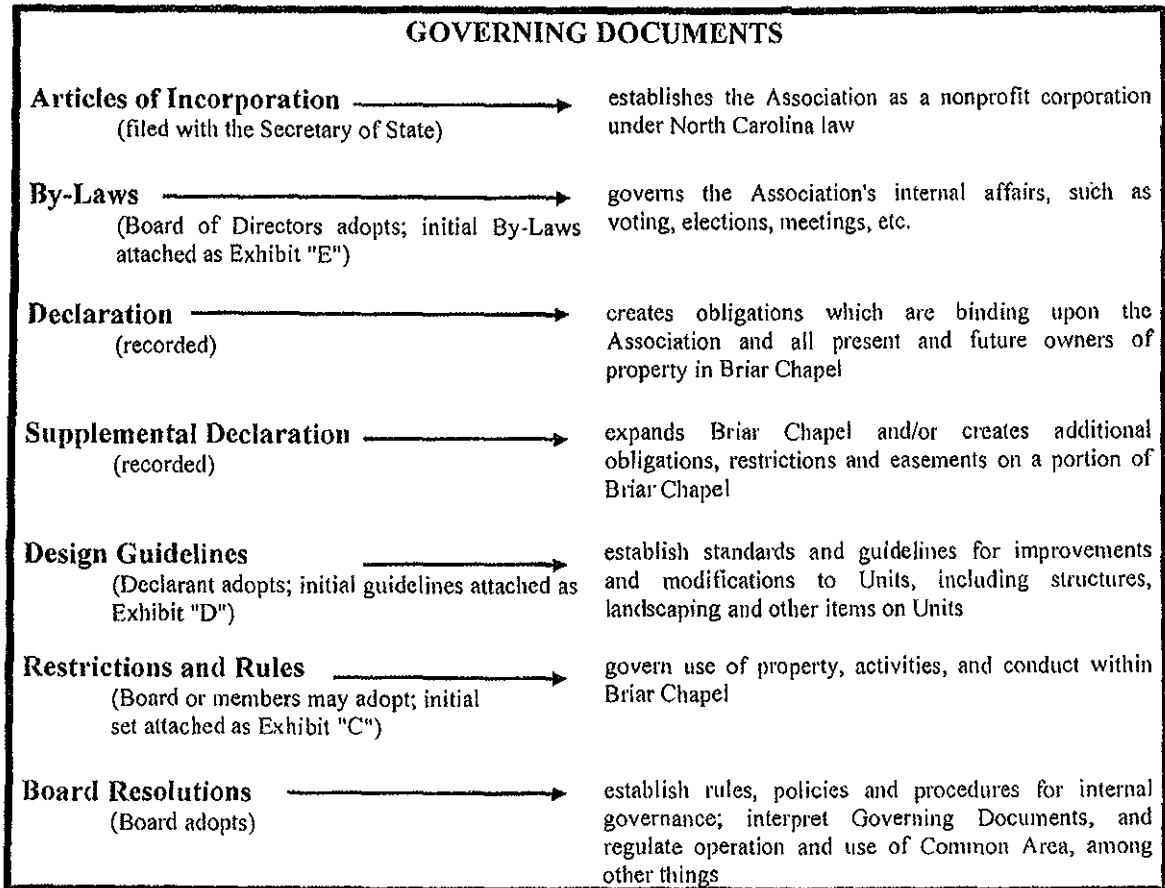 GOVERNING DOCUMENTS
Articles of Incorporation
(filed with the Secretary of State)
establishes the Association as a nonprofit corporation
under North Carolina law
By-Laws
(Board of Directors adopts; initial By-Laws
attached as Exhibit "E")
governs the Association's internal affairs, such as
voting, elections, meetings, etc.
Declaration
(recorded)
creates obligations which are binding upon the
Association and all present and future owners of
property in Briar Chapel
Supplemental Declaration
(recorded)
expands Briar Chapel and/or creates additional
obligations, restrictions and easements on a portion of
Briar Chapel
Design Guidelines
(Declarant adopts; initial guidelines attached as
Exhibit "D")
establish standards and guidelines for improvements
and modifications to Units, including structures,
landscaping and other items on Units
Restrictions and Rules
(Board or members may adopt; initial
set attached as Exhibit "C")
govern use of property, activities, and conduct within
Briar Chapel
Board Resolutions
(Board adopts)
establish rules, policies and procedures for internal
governance; interpret Governing Documents, and
regulate operation and use of Common Area, among
other things